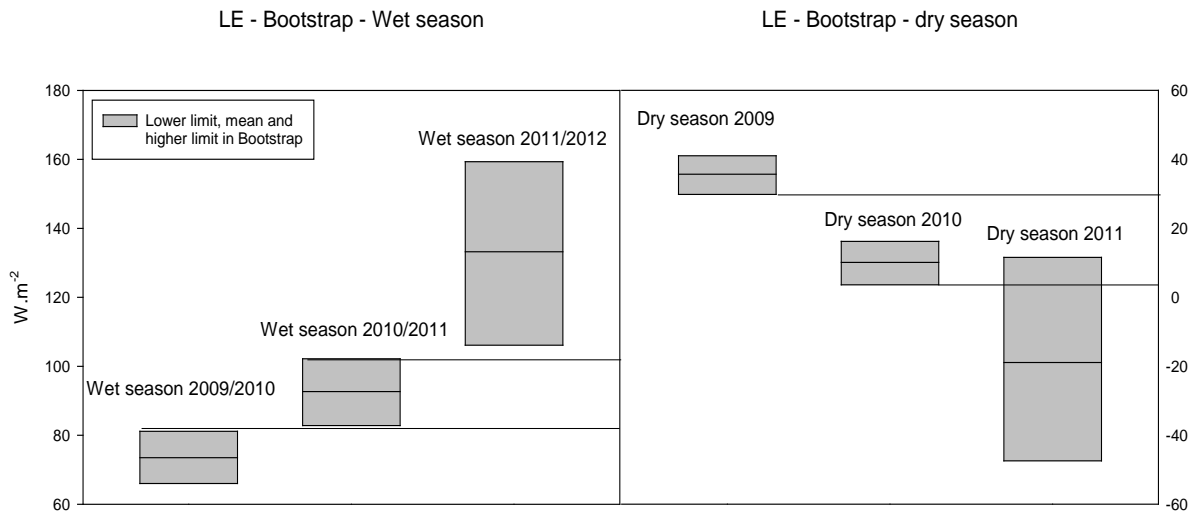 LE - Bootstrap - Wet season
LE - Bootstrap - dry season
W.m-2
180
160
140
120
100
80
60
Lower limit, mean and
higher limit in Bootstrap
Wet season 2011/2012
Wet season 2010/2011
Wet season 2009/2010
Dry season 2009
Dry season 2010
Dry season 2011
60
40
20
0
-20
-40
-60